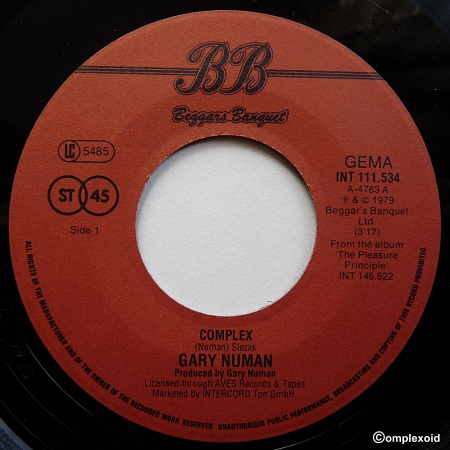 BB
Beggars Banquet
LC 5485
ST 45
Side 1
GEMA
INT 111.534
A-4783 A
℗ & © 1979
Beggar's Banquet
Ltd.
(3'17)
From the album
'The Pleasure
Principle'
INT 146.522
COMPLEX
(Numan) Slezak
GARY NUMAN
Produced by Gary Numan
Licensed through AVES Records & Tapes
Marketed by INTERCORD Ton GmbH.
ALL RIGHTS OF THE MANUFACTURER AND OF THE OWNER OF THE RECORDED WORK RESERVED. UNAUTHORISED PUBLIC PERFORMANCE, BROADCASTING AND COPYING OF THIS RECORD PROHIBITED
©omplexoid